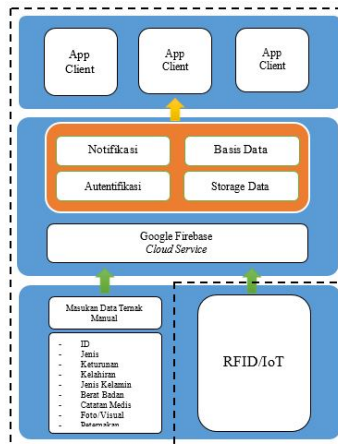 App
Client
App
Client
App
Client
Notifikasi
Basis Data
Autentifikasi
Storage Data
Google Firebase
Cloud Service
Masukan Data Ternak
Manual
RFID/IoT
- ID
- Jenis
- Keturunan
- Kelahiran
- Jenis Kelamin
- Berat Badan
- Catatan Medis
- Foto/Visual
- Peternakan